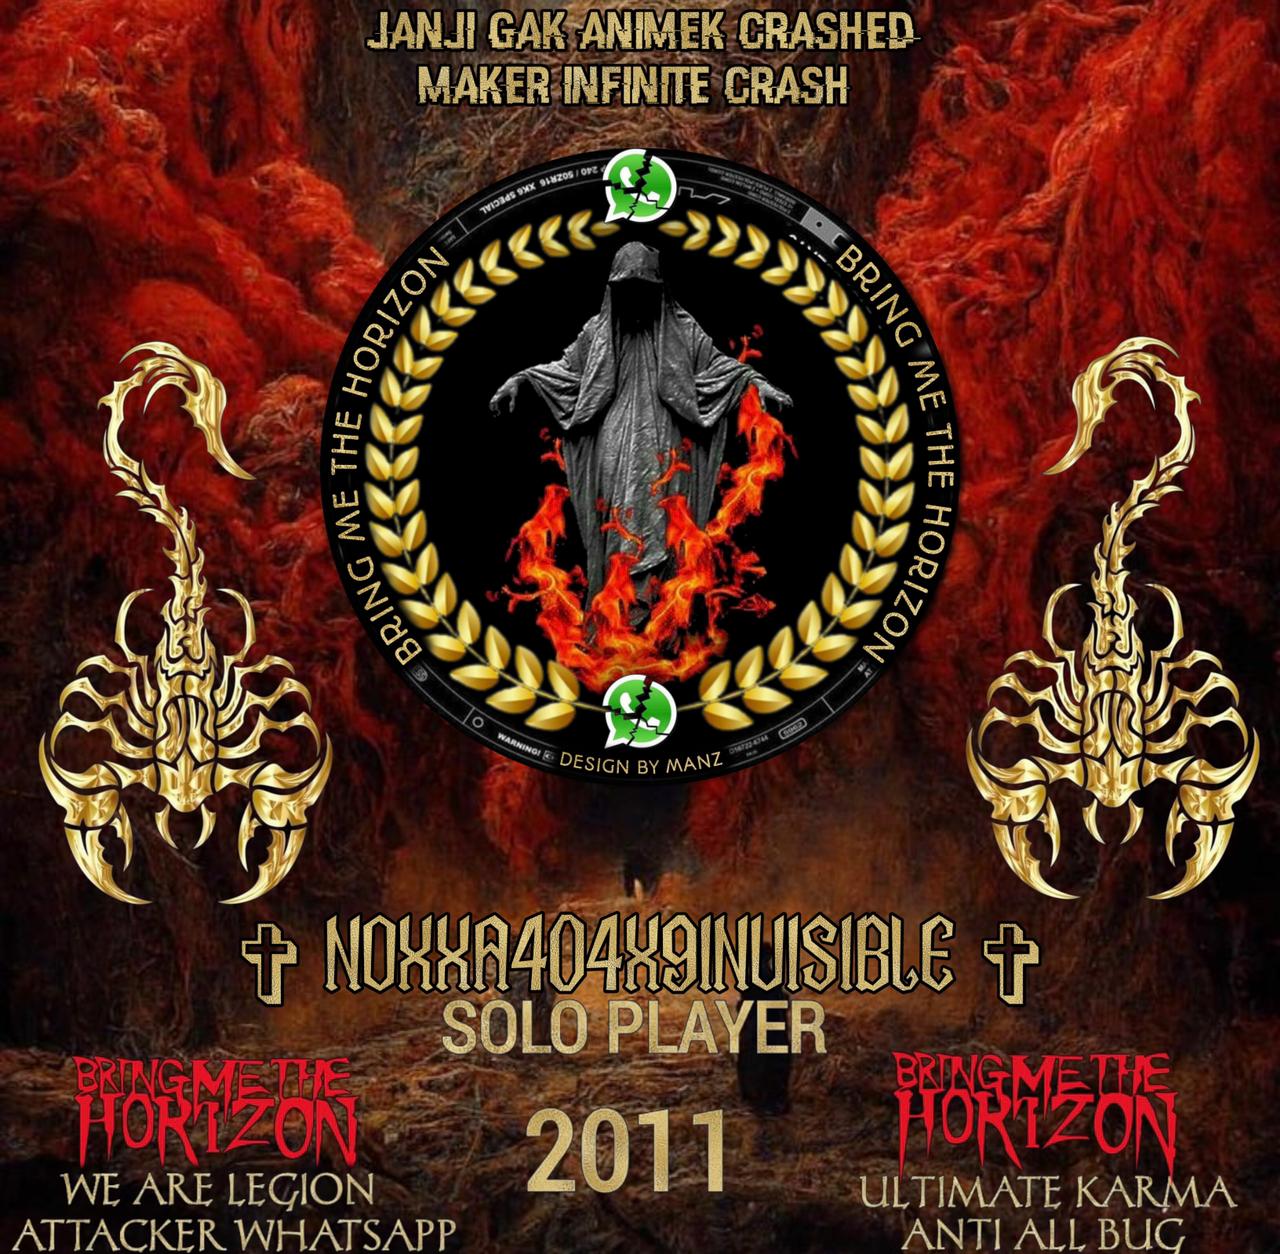 JANJI GAK ANIMEK CRASHED
MAKER INFINITE CRASH
XK6 SPECIAL
BRING ME THE HORIZON
BRING ME THE HORIZON
WARNING!
DESIGN BY MANZ
NOXXA404X9INVISIBLE
SOLO PLAYER
BRING ME THE
HORIZON
WE ARE LEGION
ATTACKER WHATSAPP
2011
BRING ME THE
HORIZON
ULTIMATE KARMA
ANTI ALL BUG